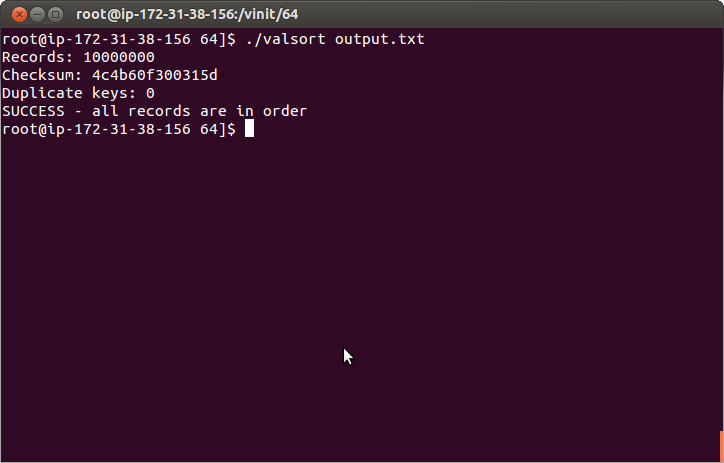 root@ip-172-31-38-156:/vinit/64
root@ip-172-31-38-156 64]$ ./valsort output.txt
Records: 10000000
Checksum: 4c4b60f300315d
Duplicate keys: 0
SUCCESS - all records are in order
root@ip-172-31-38-156 64]$